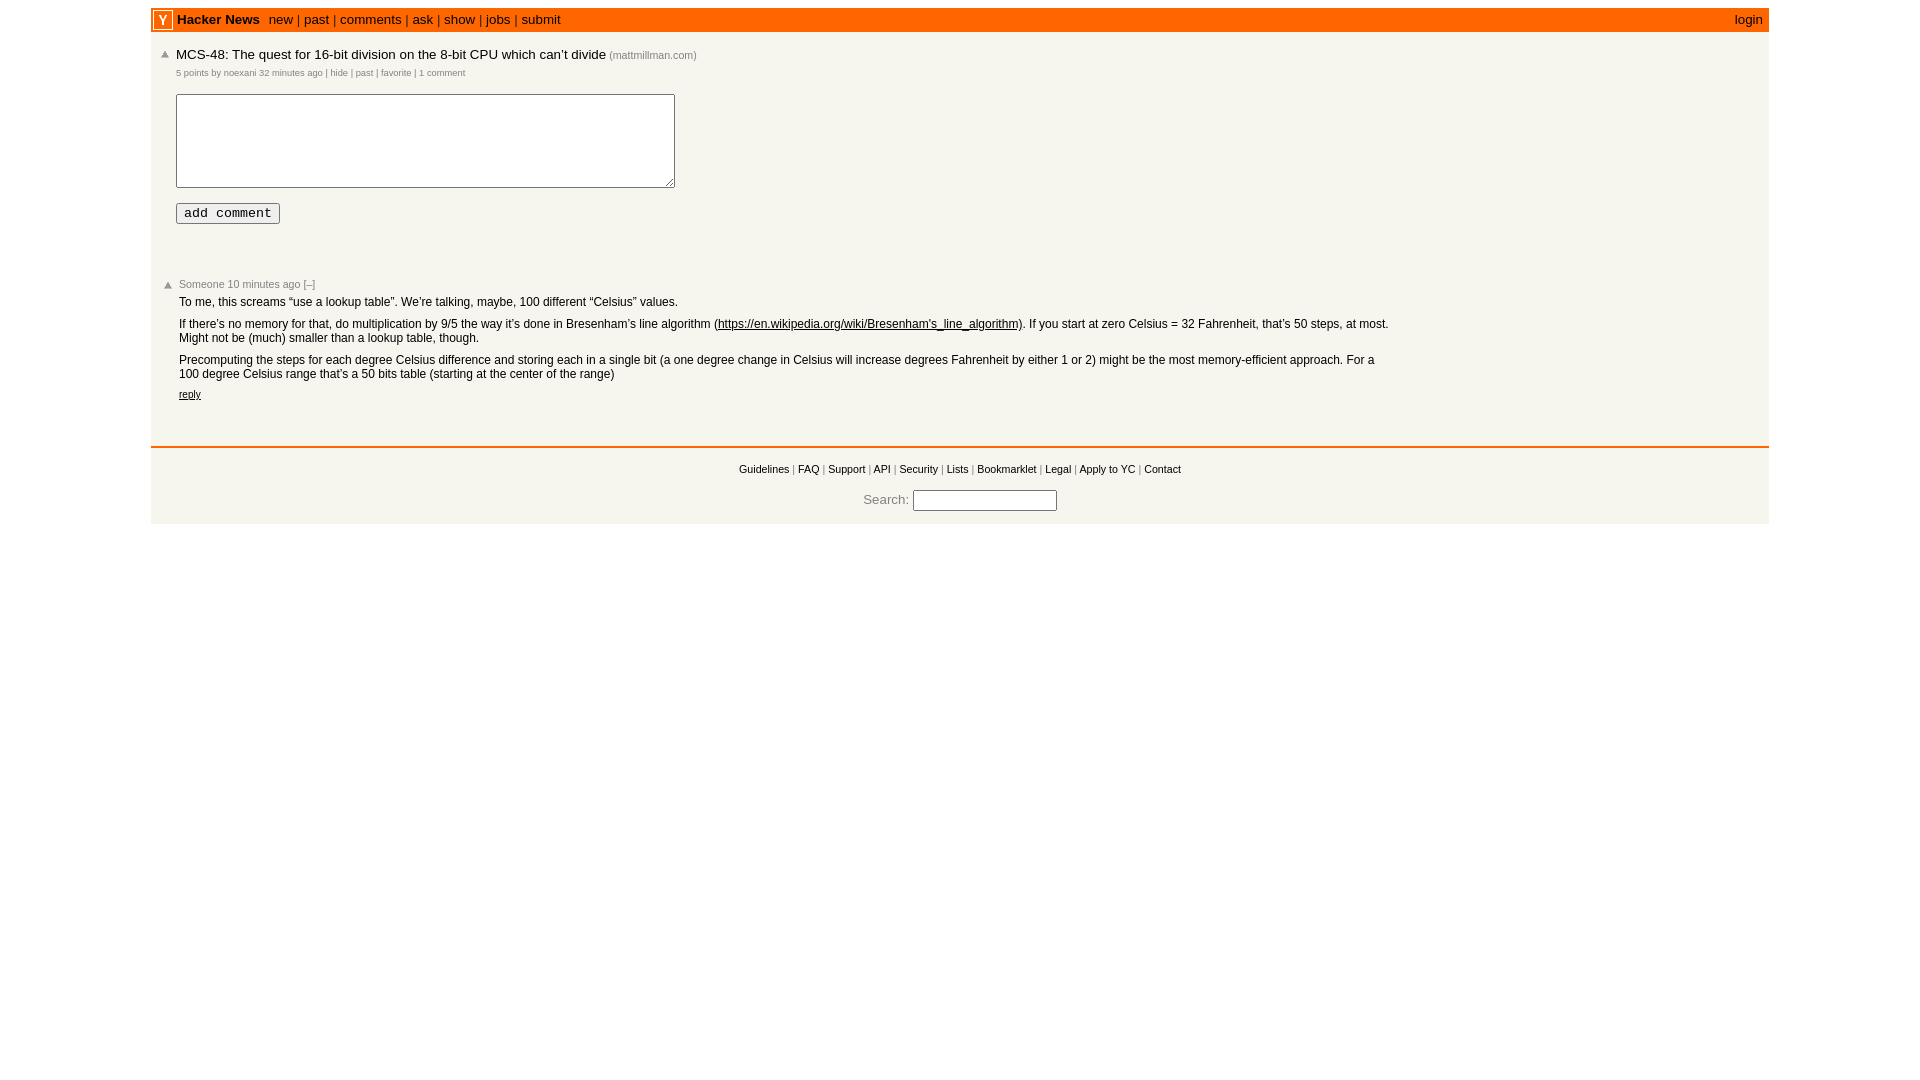 Y Hacker News new | past | comments | ask | show | jobs | submit login
MCS-48: The quest for 16-bit division on the 8-bit CPU which can’t divide (mattmillman.com)
5 points by noexani 32 minutes ago | hide | past | favorite | 1 comment
add comment
Someone 10 minutes ago [–]
To me, this screams “use a lookup table”. We’re talking, maybe, 100 different “Celsius” values.
If there’s no memory for that, do multiplication by 9/5 the way it’s done in Bresenham’s line algorithm (https://en.wikipedia.org/wiki/Bresenham's_line_algorithm). If you start at zero Celsius = 32 Fahrenheit, that’s 50 steps, at most.
Might not be (much) smaller than a lookup table, though.
Precomputing the steps for each degree Celsius difference and storing each in a single bit (a one degree change in Celsius will increase degrees Fahrenheit by either 1 or 2) might be the most memory-efficient approach. For a
100 degree Celsius range that’s a 50 bits table (starting at the center of the range)
reply
Guidelines | FAQ | Support | API | Security | Lists | Bookmarklet | Legal | Apply to YC | Contact
Search: